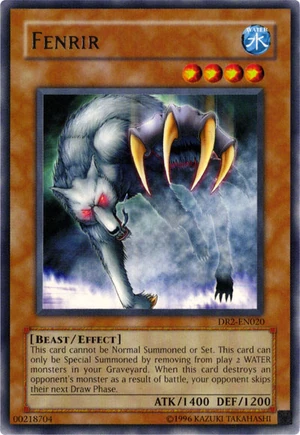 FENRIR
WATER
水
DR2-EN020
[BEAST/EFFECT]
This card cannot be Normal Summoned or Set. This card can
only be Special Summoned by removing from play 2 WATER
monsters in your Graveyard. When this card destroys an
opponent's monster as a result of battle, your opponent skips
their next Draw Phase.
ATK/1400 DEF/1200
00218704
©1996 KAZUKI TAKAHASHI